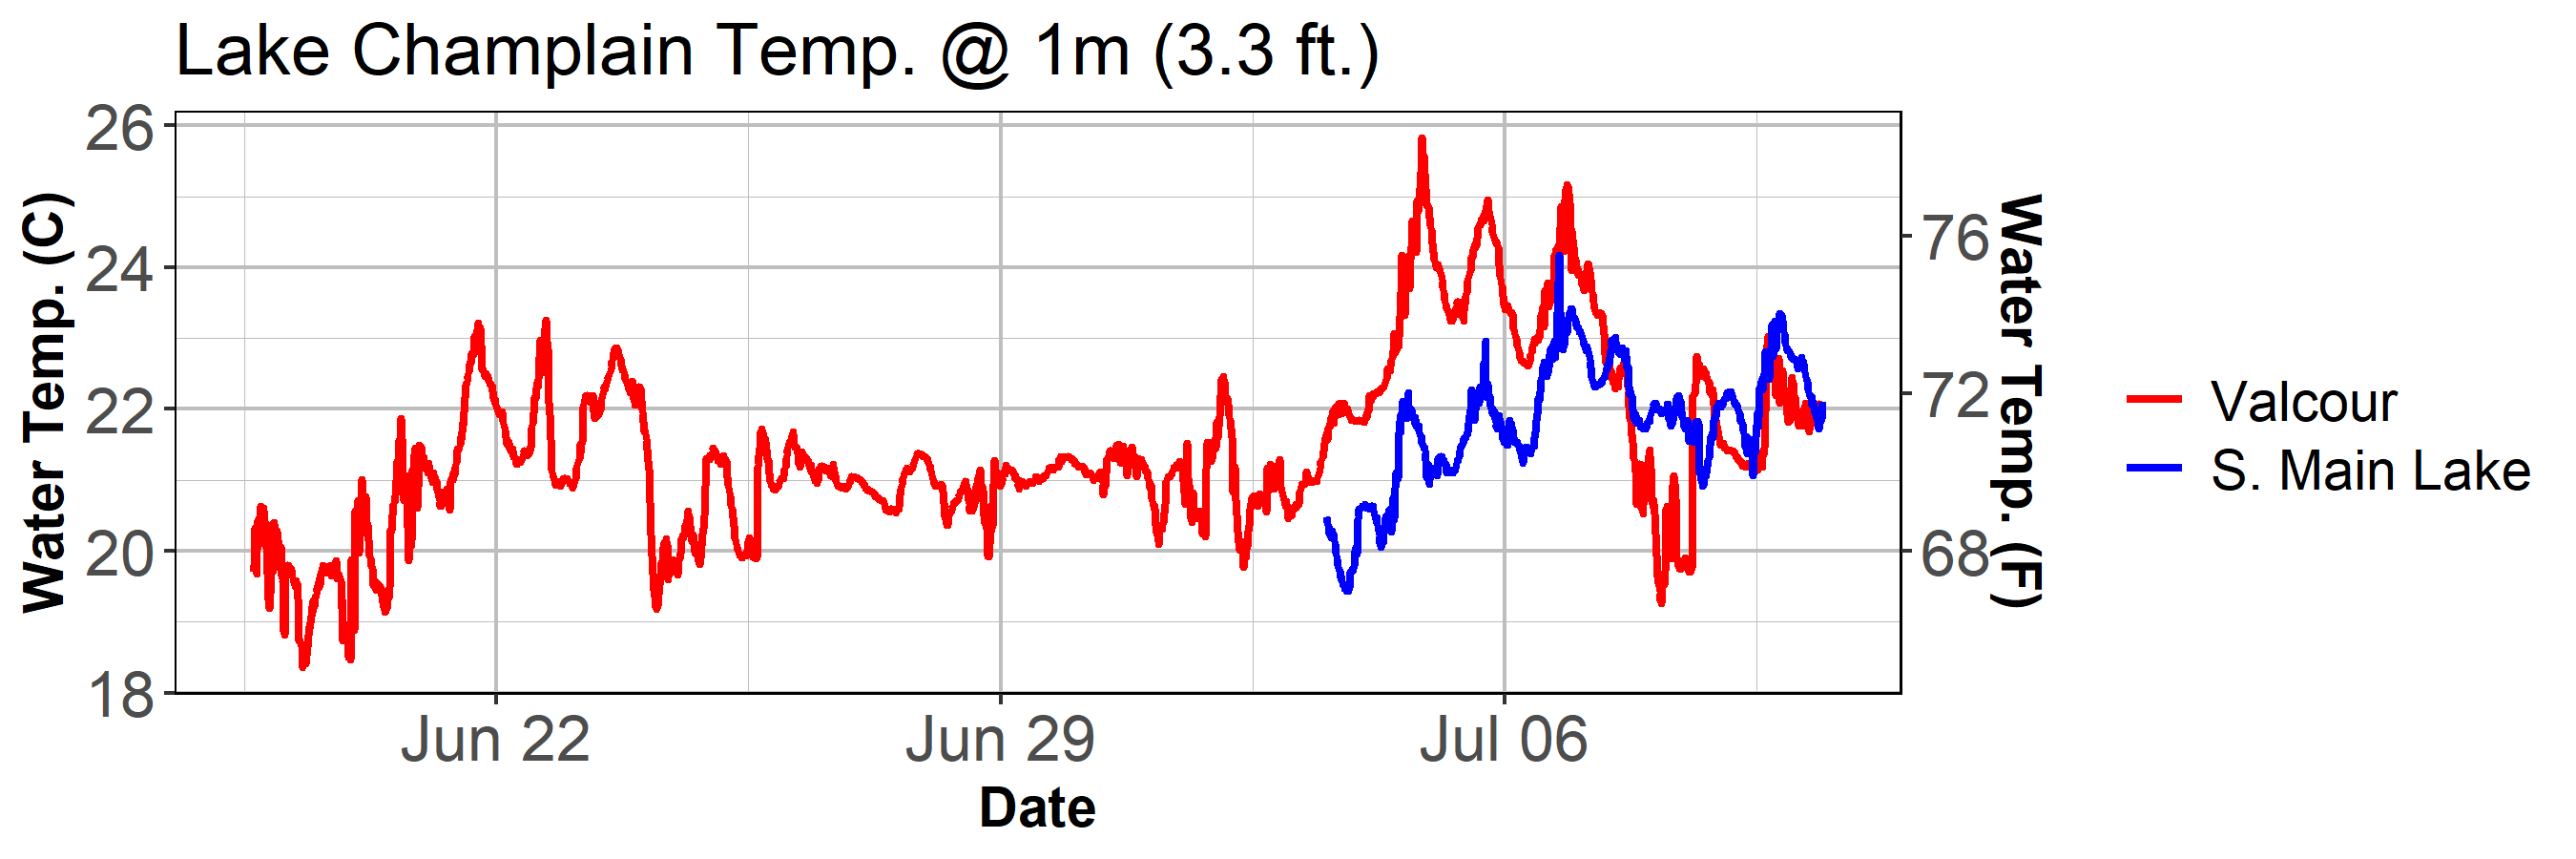 Lake Champlain Temp. @ 1m (3.3 ft.)
Water Temp. (C)
26
24
22
20
18
76
72
68
Water Temp. (F)
Jun 22
Jun 29
Jul 06
Date
Valcour
S. Main Lake